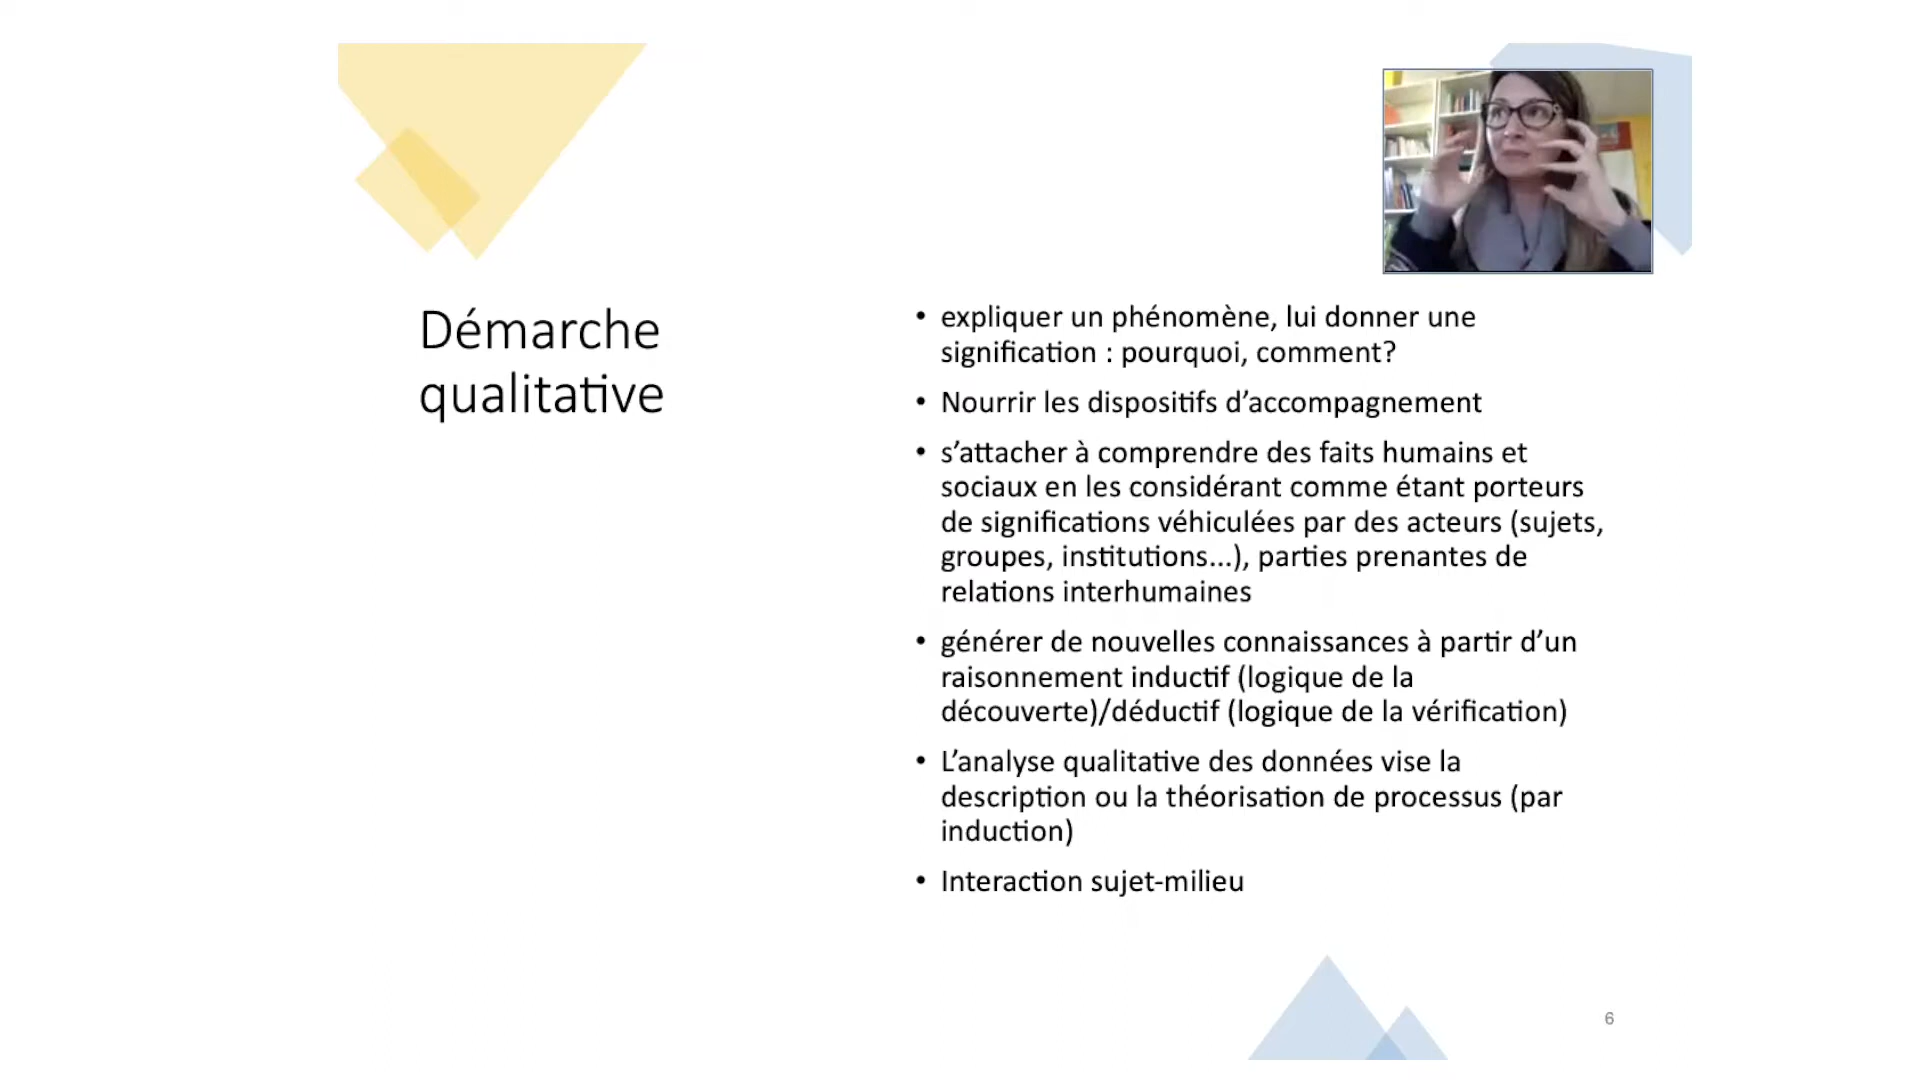 Démarche
qualitative
• expliquer un phénomène, lui donner une
signification : pourquoi, comment?
• Nourrir les dispositifs d’accompagnement
• s’attacher à comprendre des faits humains et
sociaux en les considérant comme étant porteurs
de significations véhiculées par des acteurs (sujets,
groupes, institutions...), parties prenantes de
relations interhumaines
• générer de nouvelles connaissances à partir d’un
raisonnement inductif (logique de la
découverte)/déductif (logique de la vérification)
• L’analyse qualitative des données vise la
description ou la théorisation de processus (par
induction)
• Interaction sujet-milieu
6